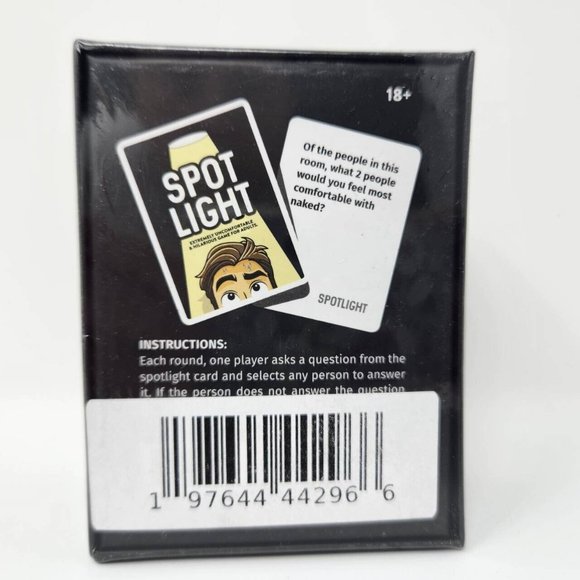 18+
SPOT
LIGHT
EXTREMELY UNCOMFORTABLE
& HILARIOUS GAME FOR ADULTS.
Of the people in this
room, what 2 people
would you feel most
comfortable with
naked?
SPOTLIGHT
INSTRUCTIONS:
Each round, one player asks a question from the
spotlight card and selects any person to answer
it. If the person does not answer the question
1 97644 44296 6